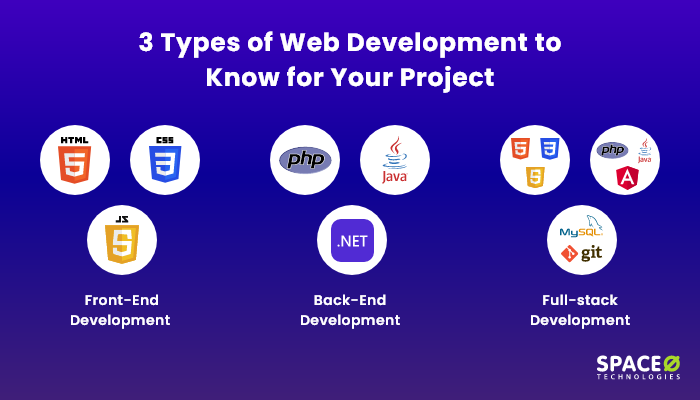 3 Types of Web Development to
Know for Your Project
HTML
5
CSS
3
JS
5
php
Java
.NET
5
3
5
php
Java
A
MySQL
git
Front-End
Development
Back-End
Development
Full-stack
Development
SPACEO
TECHNOLOGIES